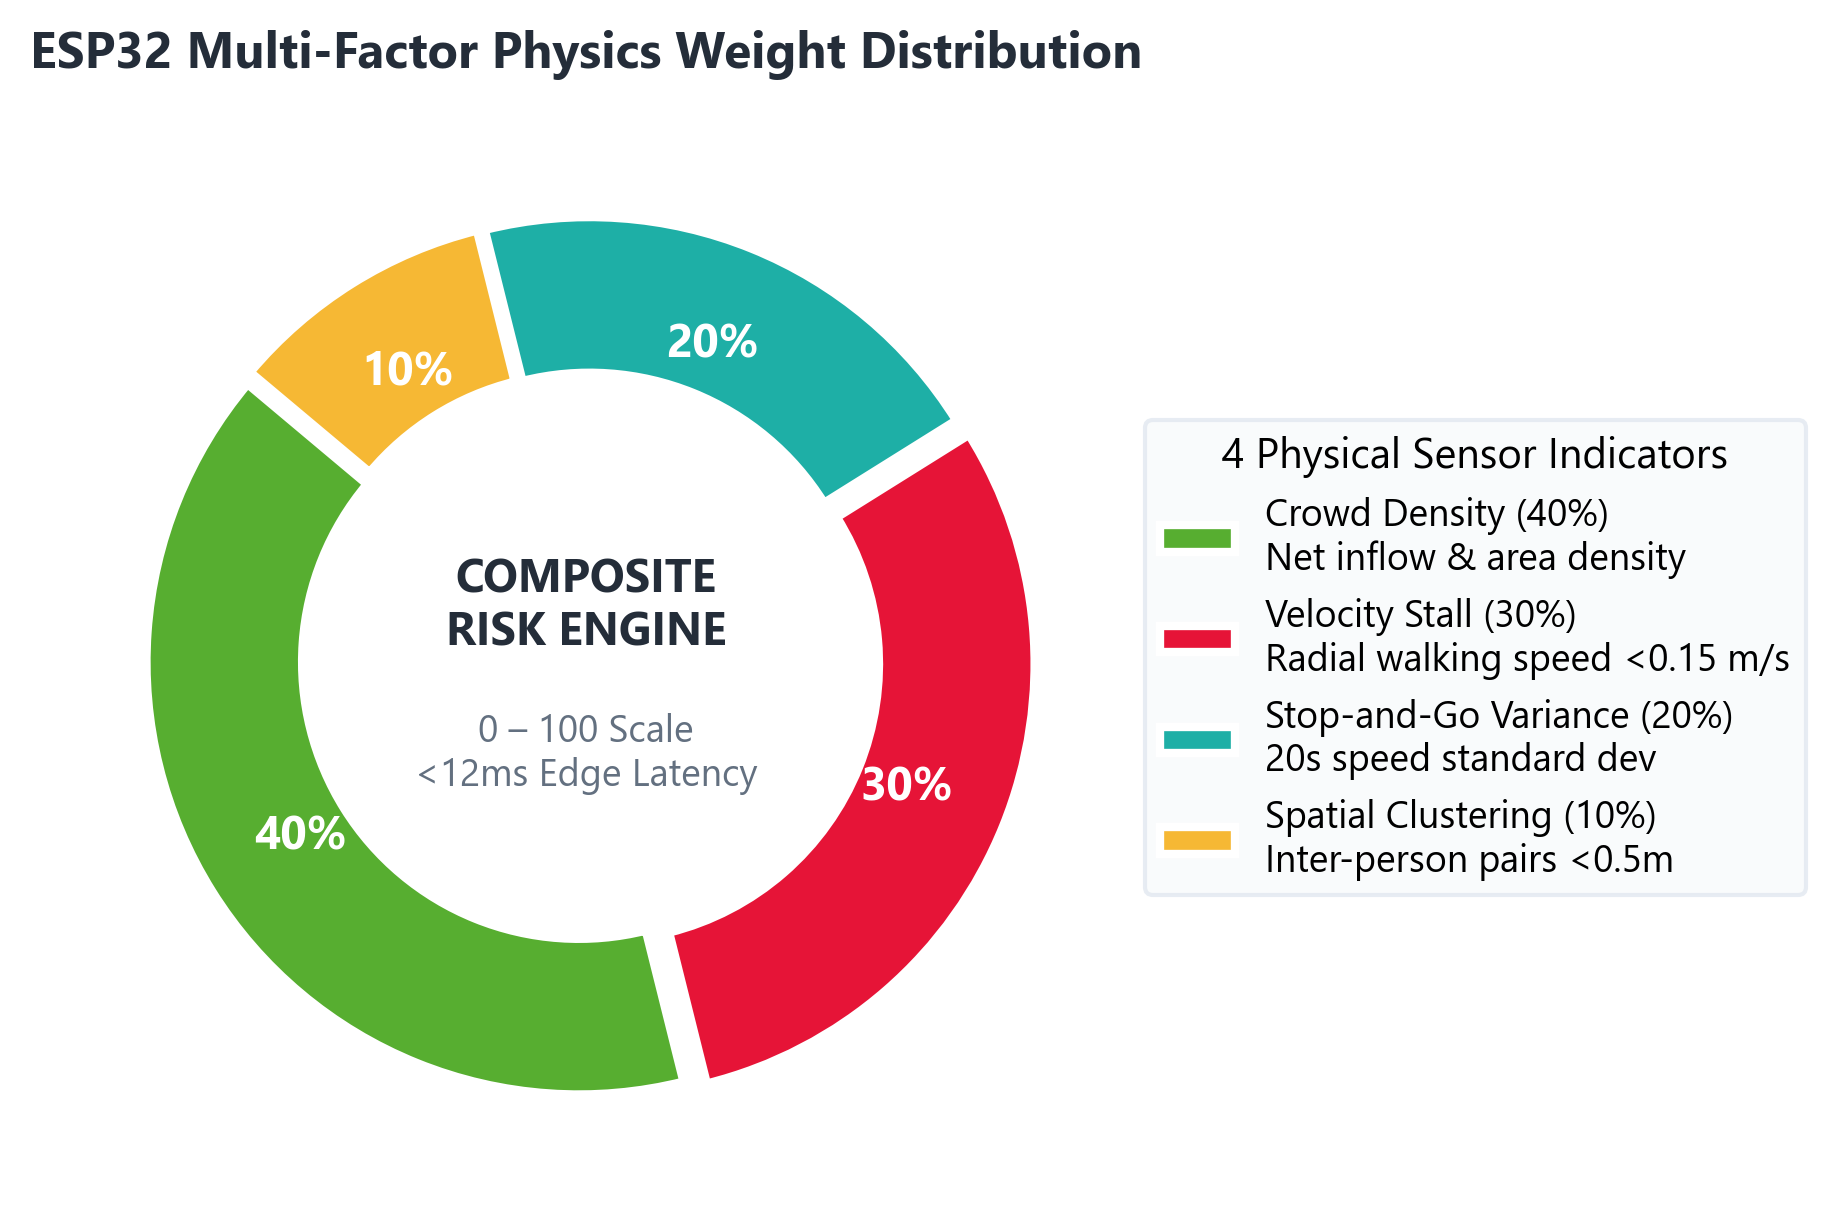 ESP32 Multi-Factor Physics Weight Distribution
10%
20%
COMPOSITE
RISK ENGINE
0 – 100 Scale
<12ms Edge Latency
30%
40%
4 Physical Sensor Indicators
Crowd Density (40%)
Net inflow & area density
Velocity Stall (30%)
Radial walking speed <0.15 m/s
Stop-and-Go Variance (20%)
20s speed standard dev
Spatial Clustering (10%)
Inter-person pairs <0.5m